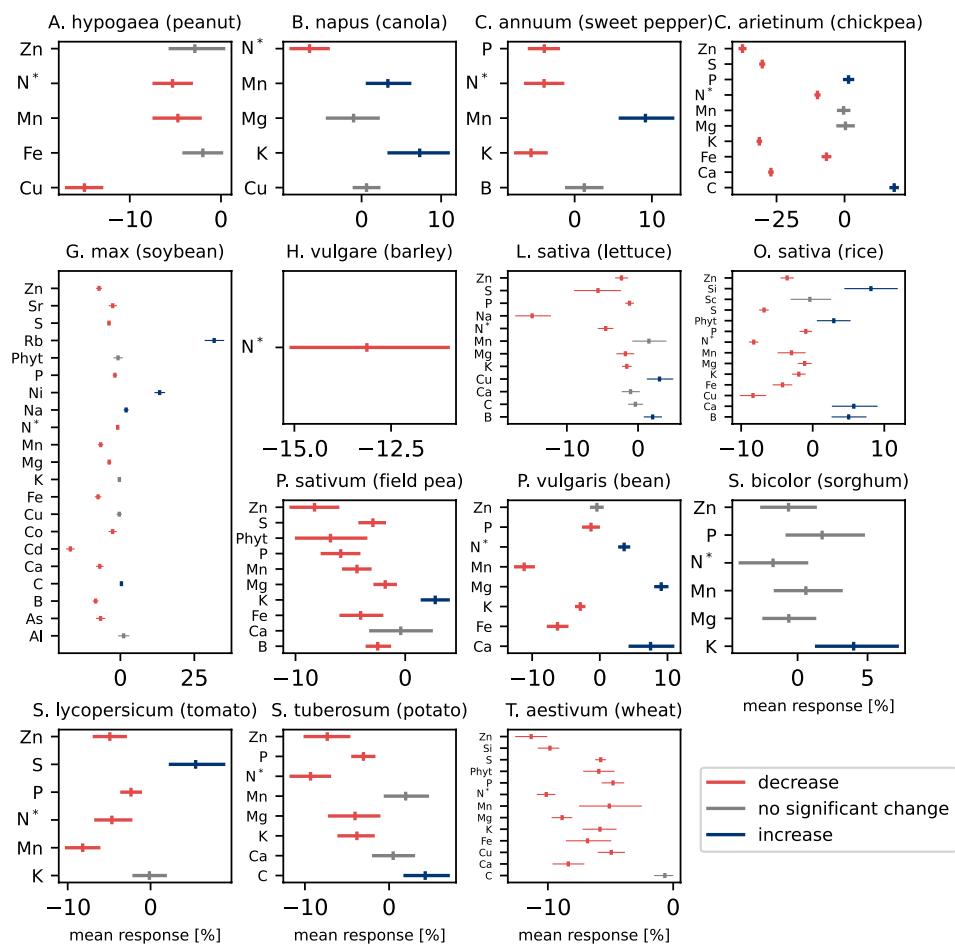 A. hypogaea (peanut)
Zn
N*
Mn
Fe
Cu
−10 0
B. napus (canola)
N*
Mn
Mg
K
Cu
0 10
C. annuum (sweet pepper)
P
N*
Mn
K
B
0 10
C. arietinum (chickpea)
Zn
S
P
N*
Mn
Mg
K
Fe
Ca
C
−25 0
G. max (soybean)
Zn
Sr
S
Rb
Phyt
P
Ni
Na
N*
Mn
Mg
K
Fe
Cu
Co
Cd
Ca
C
B
As
Al
0 25
H. vulgare (barley)
N*
−15.0 −12.5
L. sativa (lettuce)
Zn
S
P
Na
N*
Mn
Mg
K
Cu
Ca
C
B
−10 0
O. sativa (rice)
Zn
Si
Sc
S
Phyt
P
N*
Mn
Mg
K
Fe
Cu
Ca
B
−10 0 10
P. sativum (field pea)
Zn
S
Phyt
P
Mn
Mg
K
Fe
Ca
B
−10 0
P. vulgaris (bean)
Zn
P
N*
Mn
Mg
K
Fe
Ca
−10 0 10
S. bicolor (sorghum)
Zn
P
N*
Mn
Mg
K
−5 0 5
mean response [%]
S. lycopersicum (tomato)
Zn
S
P
N*
Mn
K
−10 0
mean response [%]
S. tuberosum (potato)
Zn
P
N*
Mn
Mg
K
Ca
C
−10 0
mean response [%]
T. aestivum (wheat)
Zn
Si
S
Phyt
P
N*
Mn
Mg
K
Fe
Cu
Ca
C
−10 0
mean response [%]
decrease
no significant change
increase